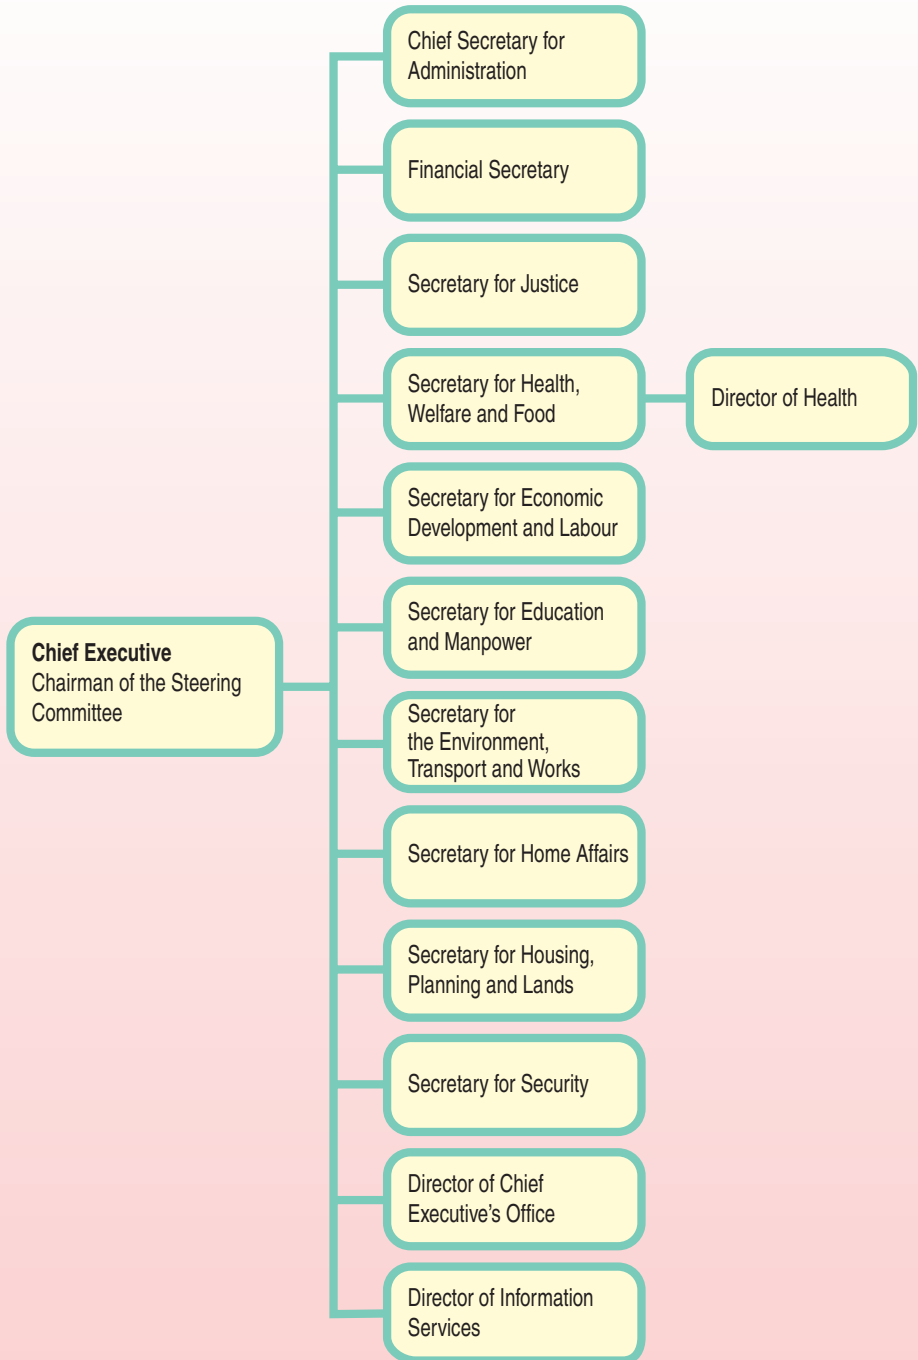 Chief Secretary for
Administration
Financial Secretary
Secretary for Justice
Secretary for Health,
Welfare and Food
Director of Health
Secretary for Economic
Development and Labour
Secretary for Education
and Manpower
Chief Executive
Chairman of the Steering
Committee
Secretary for
the Environment,
Transport and Works
Secretary for Home Affairs
Secretary for Housing,
Planning and Lands
Secretary for Security
Director of Chief
Executive’s Office
Director of Information
Services